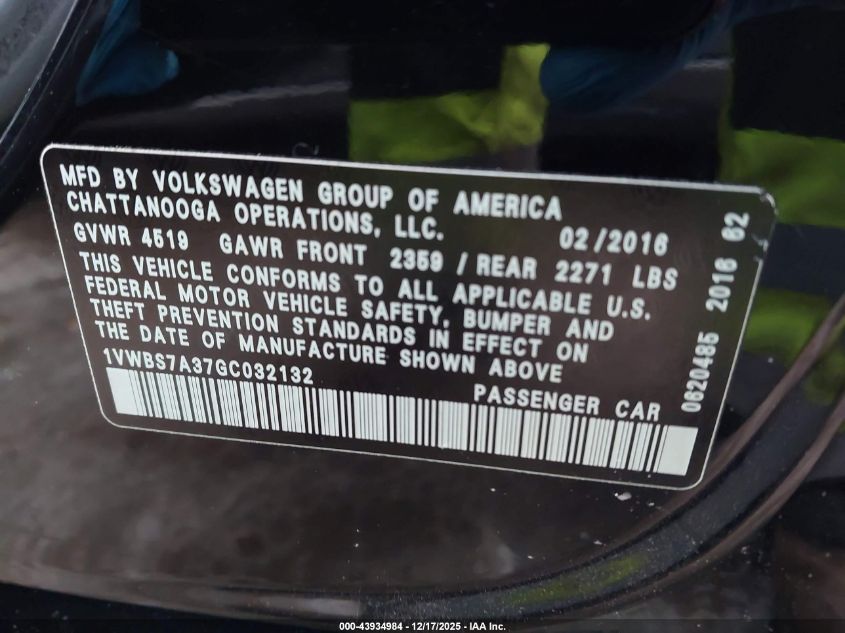 MFD BY VOLKSWAGEN GROUP OF AMERICA
CHATTANOOGA OPERATIONS, LLC.
02/2016
GVWR 4519 GAWR FRONT 2359 / REAR 2271 LBS
THIS VEHICLE CONFORMS TO ALL APPLICABLE U.S.
FEDERAL MOTOR VEHICLE SAFETY, BUMPER AND
THEFT PREVENTION STANDARDS IN EFFECT ON
THE DATE OF MANUFACTURE SHOWN ABOVE
1VWBS7A37GC032132
PASSENGER CAR
0620485 2016 62
000-43934984 - 12/17/2025 - IAA Inc.